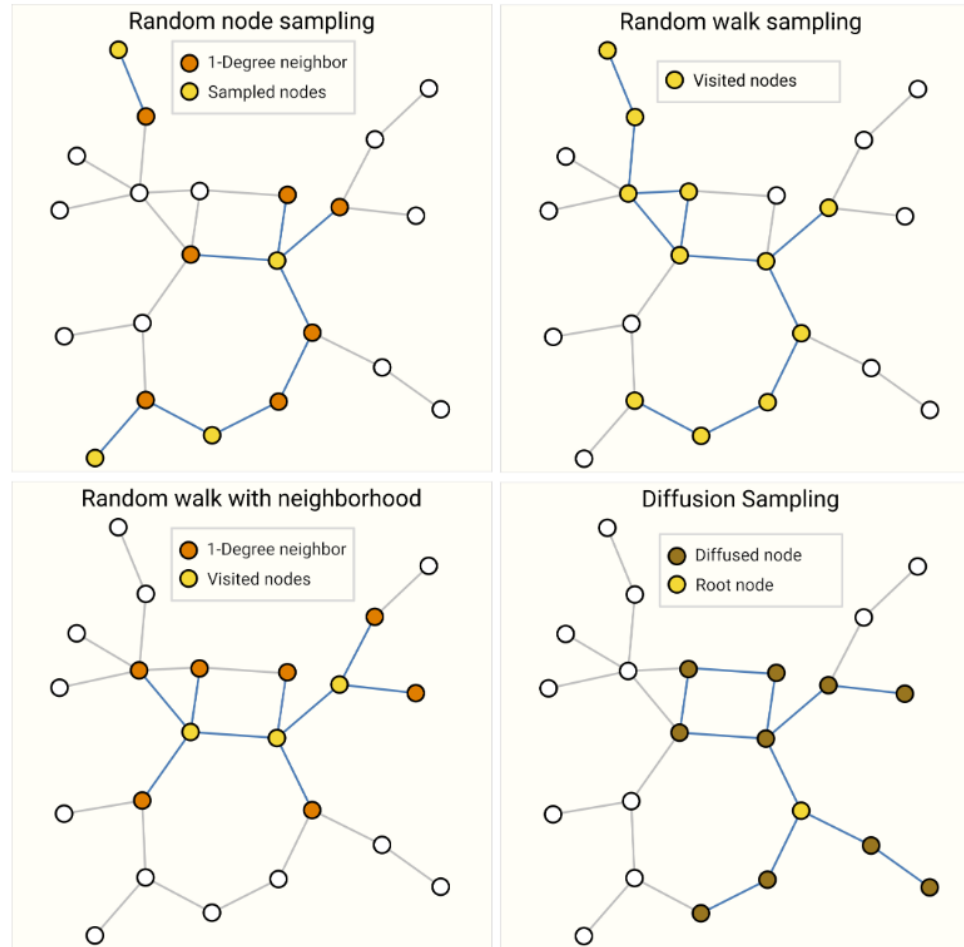 Random node sampling
1-Degree neighbor
Sampled nodes
Random walk sampling
Visited nodes
Random walk with neighborhood
1-Degree neighbor
Visited nodes
Diffusion Sampling
Diffused node
Root node